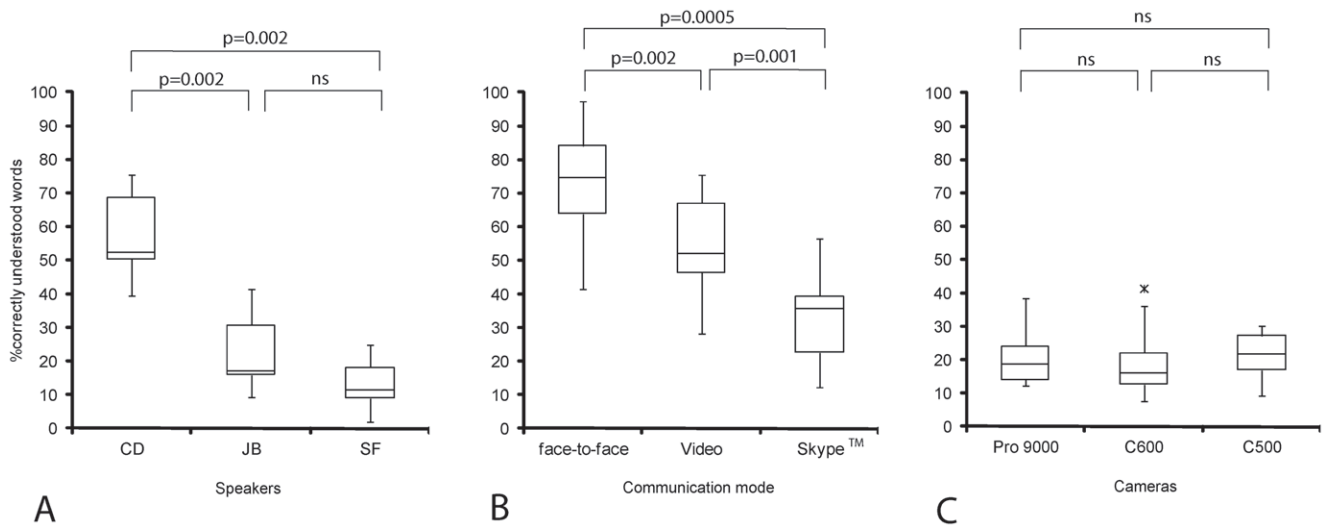 p=0.002
p=0.002
ns
100
90
80
70
60
50
40
30
20
10
0
%correctly understood words
CD
JB
SF
Speakers
A
p=0.0005
p=0.002
p=0.001
100
90
80
70
60
50
40
30
20
10
0
face-to-face
Video
Skype™
Communication mode
B
ns
ns
ns
100
90
80
70
60
50
40
30
20
10
0
Pro 9000
C600
C500
Cameras
C